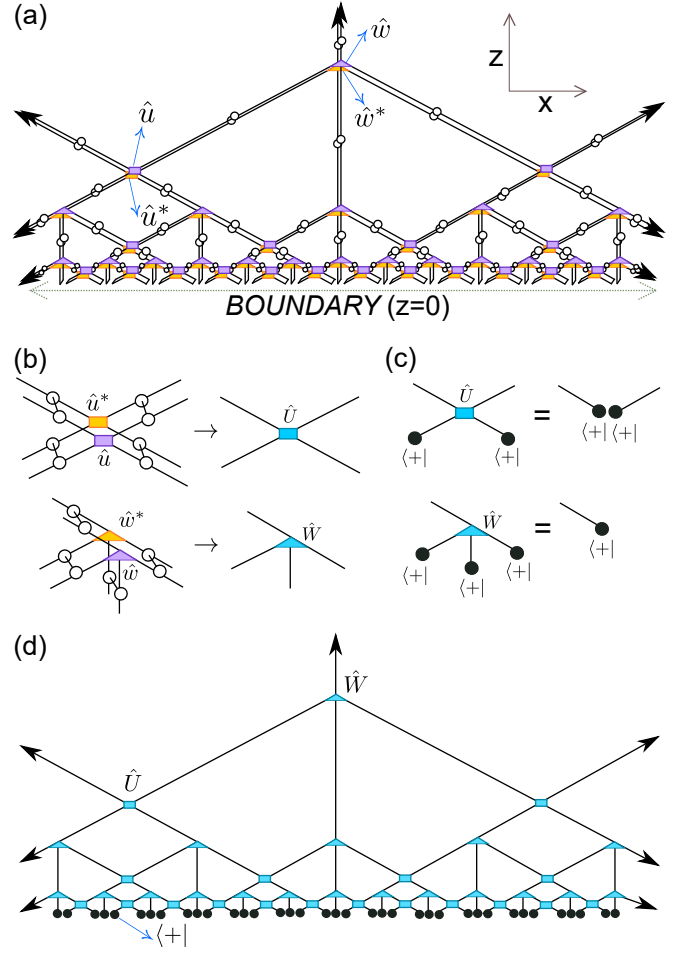 (a)
ŵ
z
x
û
ŵ*
û*
BOUNDARY (z=0)
(b)
(c)
û*
Û
û
→
Û
⟨+|
⟨+|
=
⟨+|
⟨+|
ŵ*
ŵ
→
Ŵ
Ŵ
⟨+|
⟨+|
⟨+|
=
⟨+|
(d)
Ŵ
Û
⟨+|